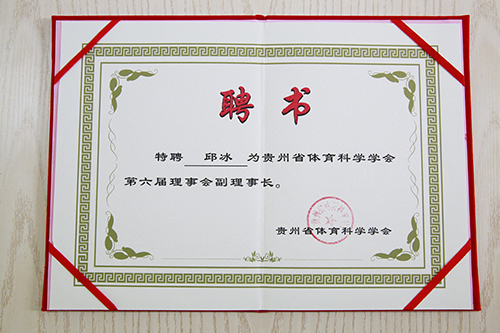 聘书
特聘 邱冰 为贵州省体育科学学会
第六届理事会副理事长。
贵州省体育科学学会